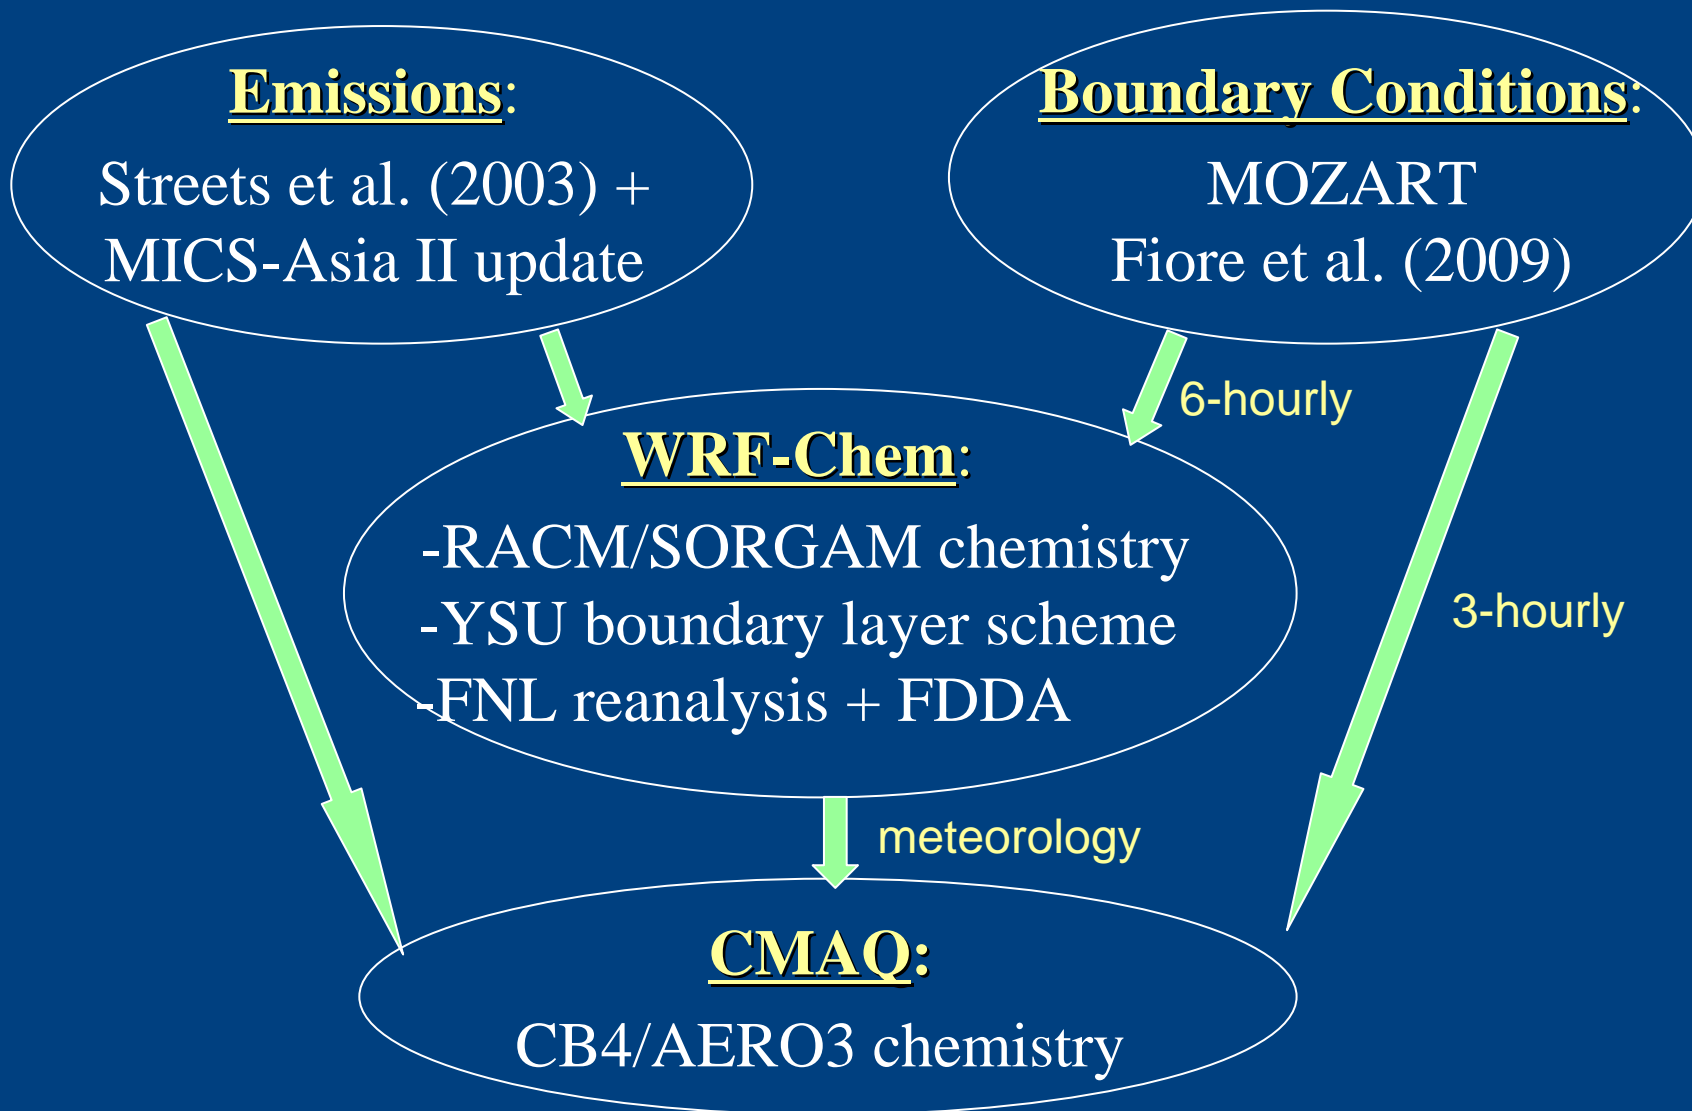 Emissions:
Streets et al. (2003) +
MICS-Asia II update
Boundary Conditions:
MOZART
Fiore et al. (2009)
6-hourly
WRF-Chem:
-RACM/SORGAM chemistry
-YSU boundary layer scheme
-FNL reanalysis + FDDA
3-hourly
meteorology
CMAQ:
CB4/AERO3 chemistry